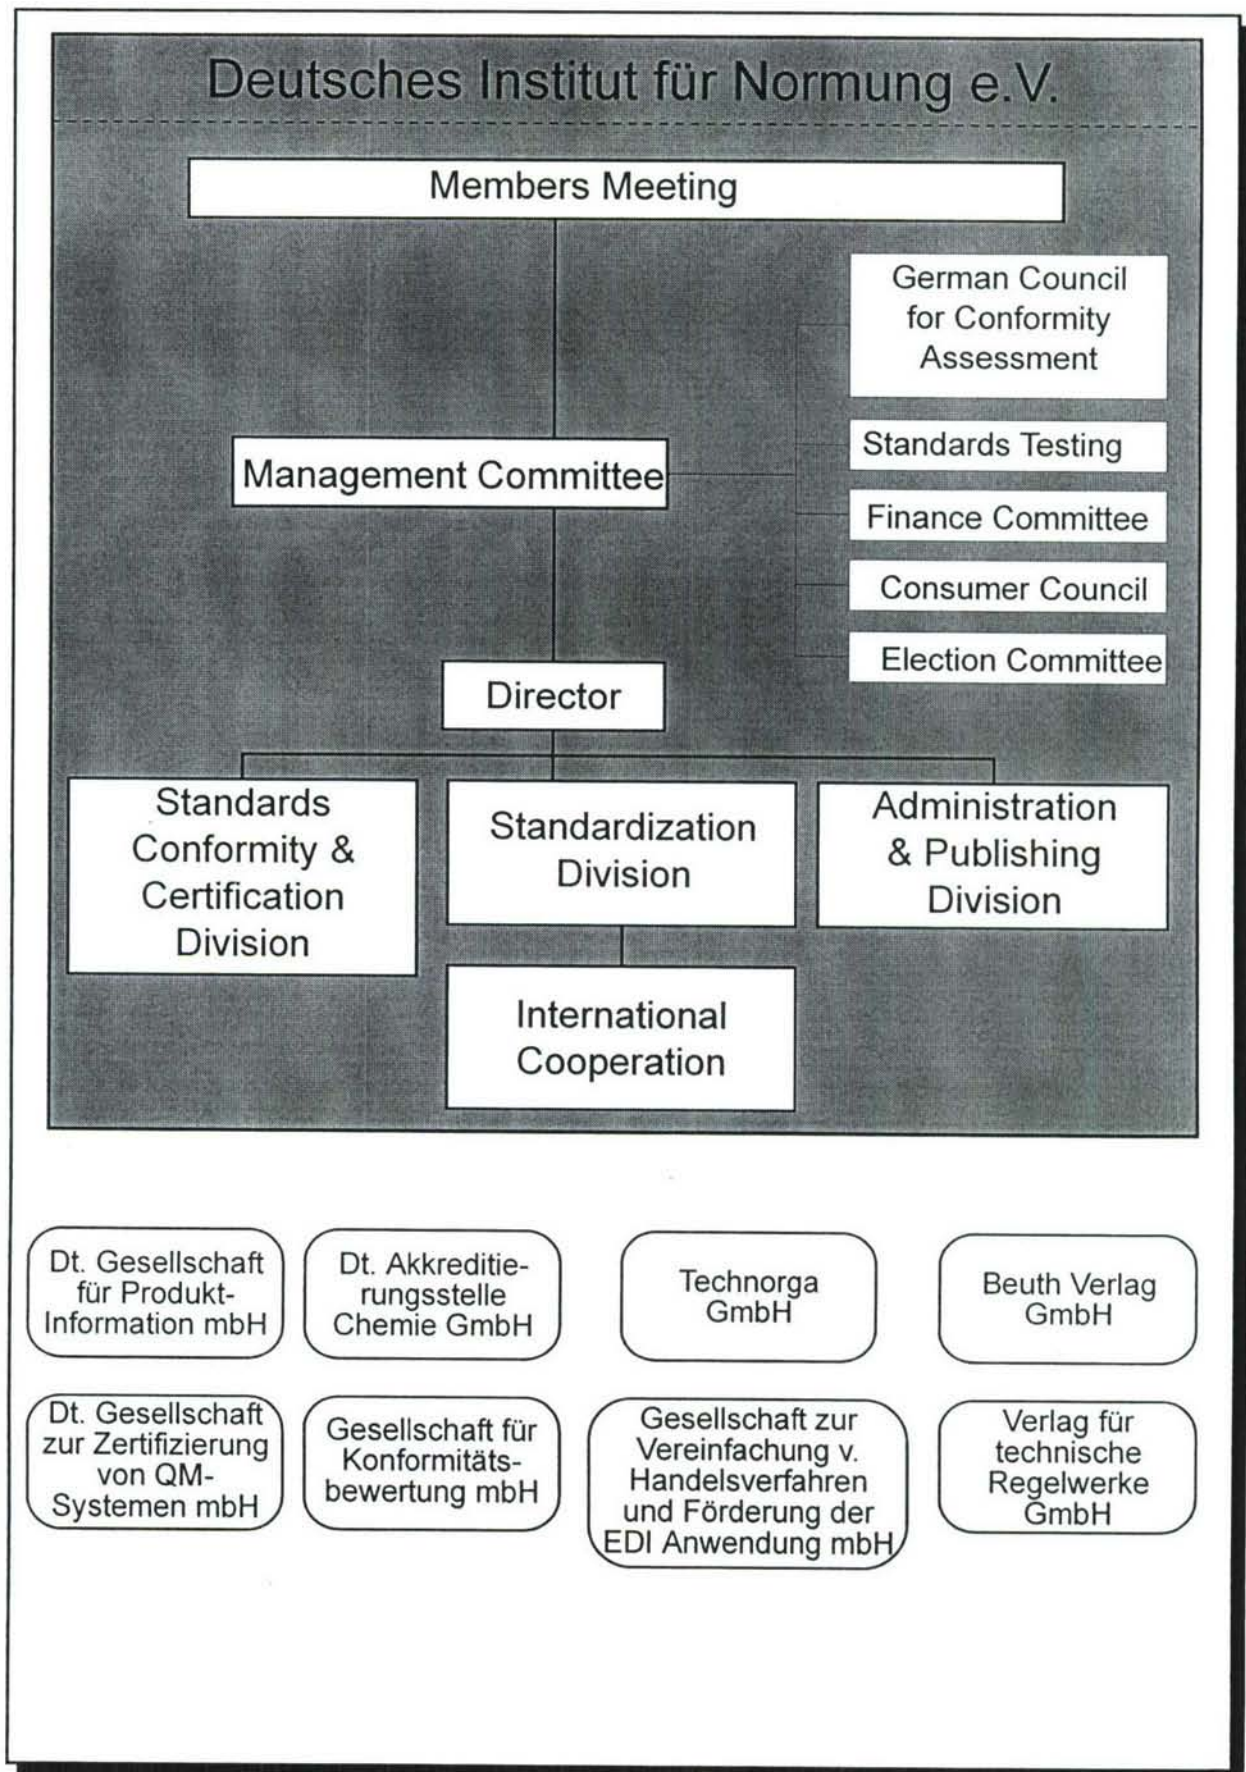 Deutsches Institut für Normung e.V.
Members Meeting
German Council
for Conformity
Assessment
Management Committee
Standards Testing
Finance Committee
Consumer Council
Election Committee
Director
Standards
Conformity &
Certification
Division
Standardization
Division
Administration
& Publishing
Division
International
Cooperation
Dt. Gesellschaft
für Produkt-
Information mbH
Dt. Akkreditie-
rungsstelle
Chemie GmbH
Technorga
GmbH
Beuth Verlag
GmbH
Dt. Gesellschaft
zur Zertifizierung
von QM-
Systemen mbH
Gesellschaft für
Konformitäts-
bewertung mbH
Gesellschaft zur
Vereinfachung v.
Handelsverfahren
und Förderung der
EDI Anwendung mbH
Verlag für
technische
Regelwerke
GmbH